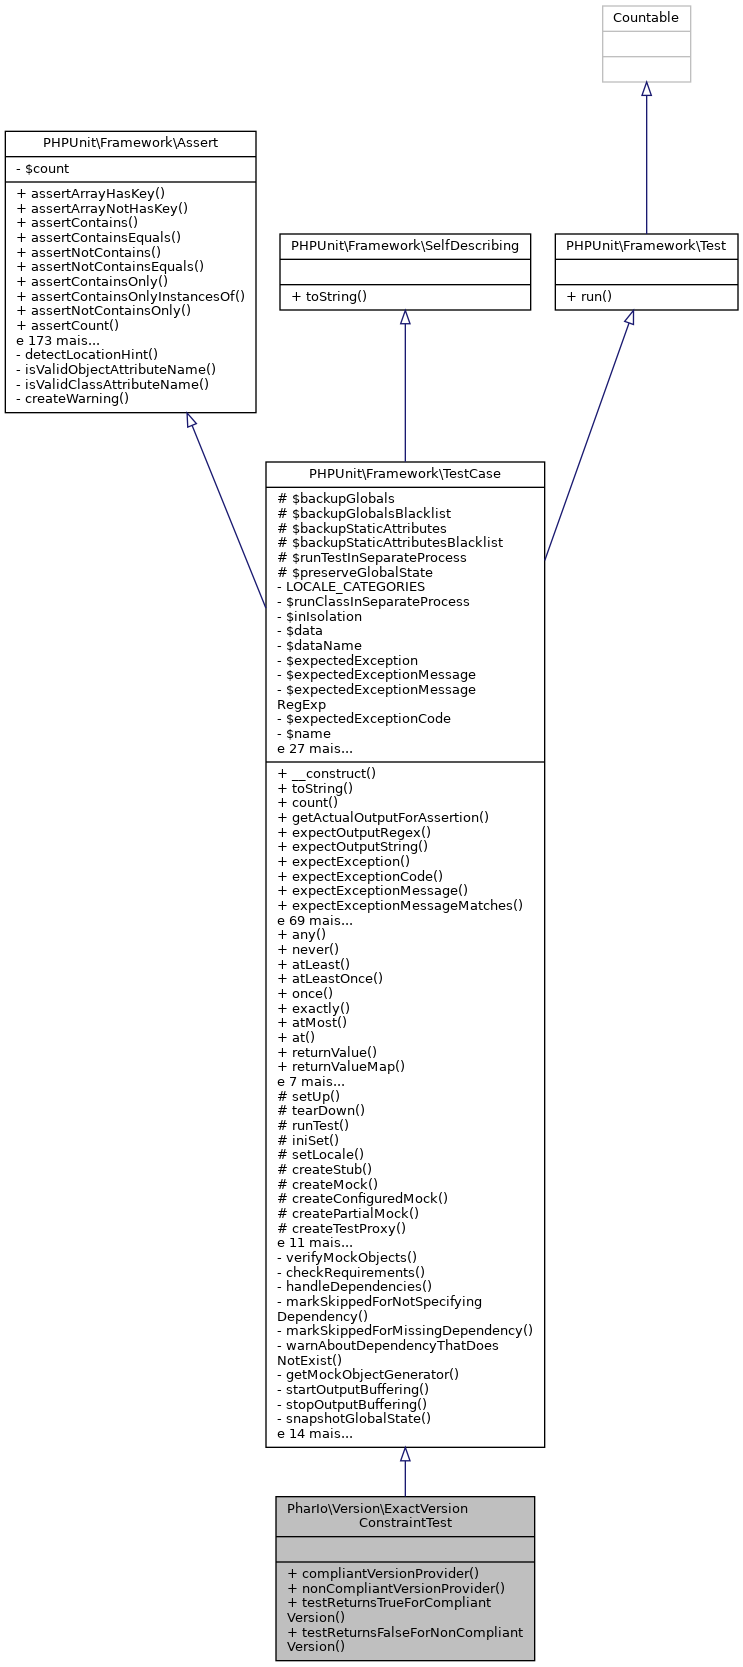 Countable
PHPUnit\Framework\Assert
- $count
+ assertArrayHasKey()
+ assertArrayNotHasKey()
+ assertContains()
+ assertContainsEquals()
+ assertNotContains()
+ assertNotContainsEquals()
+ assertContainsOnly()
+ assertContainsOnlyInstancesOf()
+ assertNotContainsOnly()
+ assertCount()
e 173 mais...
- detectLocationHint()
- isValidObjectAttributeName()
- isValidClassAttributeName()
- createWarning()
PHPUnit\Framework\SelfDescribing
+ toString()
PHPUnit\Framework\Test
+ run()
PHPUnit\Framework\TestCase
# $backupGlobals
# $backupGlobalsBlacklist
# $backupStaticAttributes
# $backupStaticAttributesBlacklist
# $runTestInSeparateProcess
# $preserveGlobalState
- LOCALE_CATEGORIES
- $runClassInSeparateProcess
- $inIsolation
- $data
- $dataName
- $expectedException
- $expectedExceptionMessage
- $expectedExceptionMessage
RegExp
- $expectedExceptionCode
- $name
e 27 mais...
+ __construct()
+ toString()
+ count()
+ getActualOutputForAssertion()
+ expectOutputRegex()
+ expectOutputString()
+ expectException()
+ expectExceptionCode()
+ expectExceptionMessage()
+ expectExceptionMessageMatches()
e 69 mais...
+ any()
+ never()
+ atLeast()
+ atLeastOnce()
+ once()
+ exactly()
+ atMost()
+ at()
+ returnValue()
+ returnValueMap()
e 7 mais...
# setUp()
# tearDown()
# runTest()
# iniSet()
# setLocale()
# createStub()
# createMock()
# createConfiguredMock()
# createPartialMock()
# createTestProxy()
e 11 mais...
- verifyMockObjects()
- checkRequirements()
- handleDependencies()
- markSkippedForNotSpecifying
Dependency()
- markSkippedForMissingDependency()
- warnAboutDependencyThatDoes
NotExist()
- getMockObjectGenerator()
- startOutputBuffering()
- stopOutputBuffering()
- snapshotGlobalState()
e 14 mais...
PharIo\Version\ExactVersion
ConstraintTest
+ compliantVersionProvider()
+ nonCompliantVersionProvider()
+ testReturnsTrueForCompliant
Version()
+ testReturnsFalseForNonCompliant
Version()